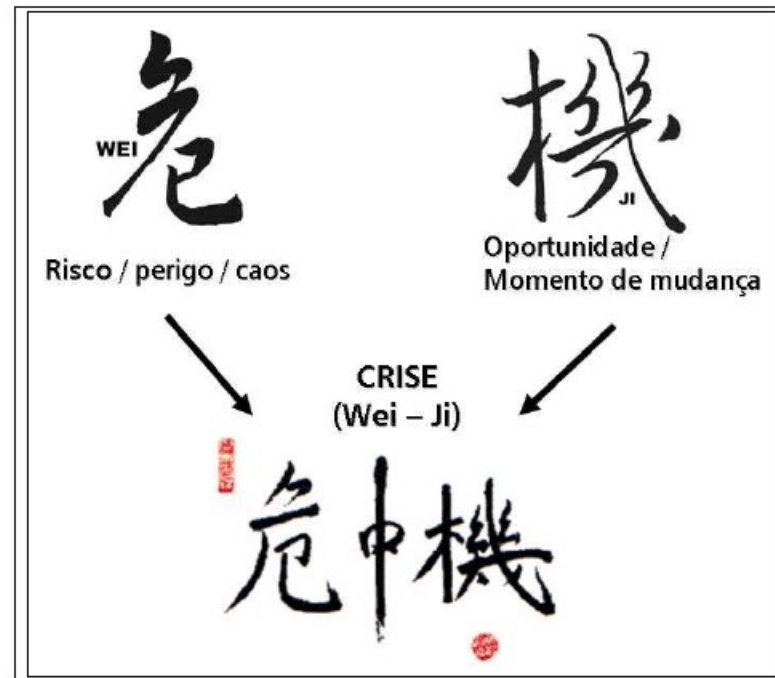 危
WEI
機
JI
Risco / perigo / caos
Oportunidade /
Momento de mudança
CRISE
(Wei – Ji)
危中機